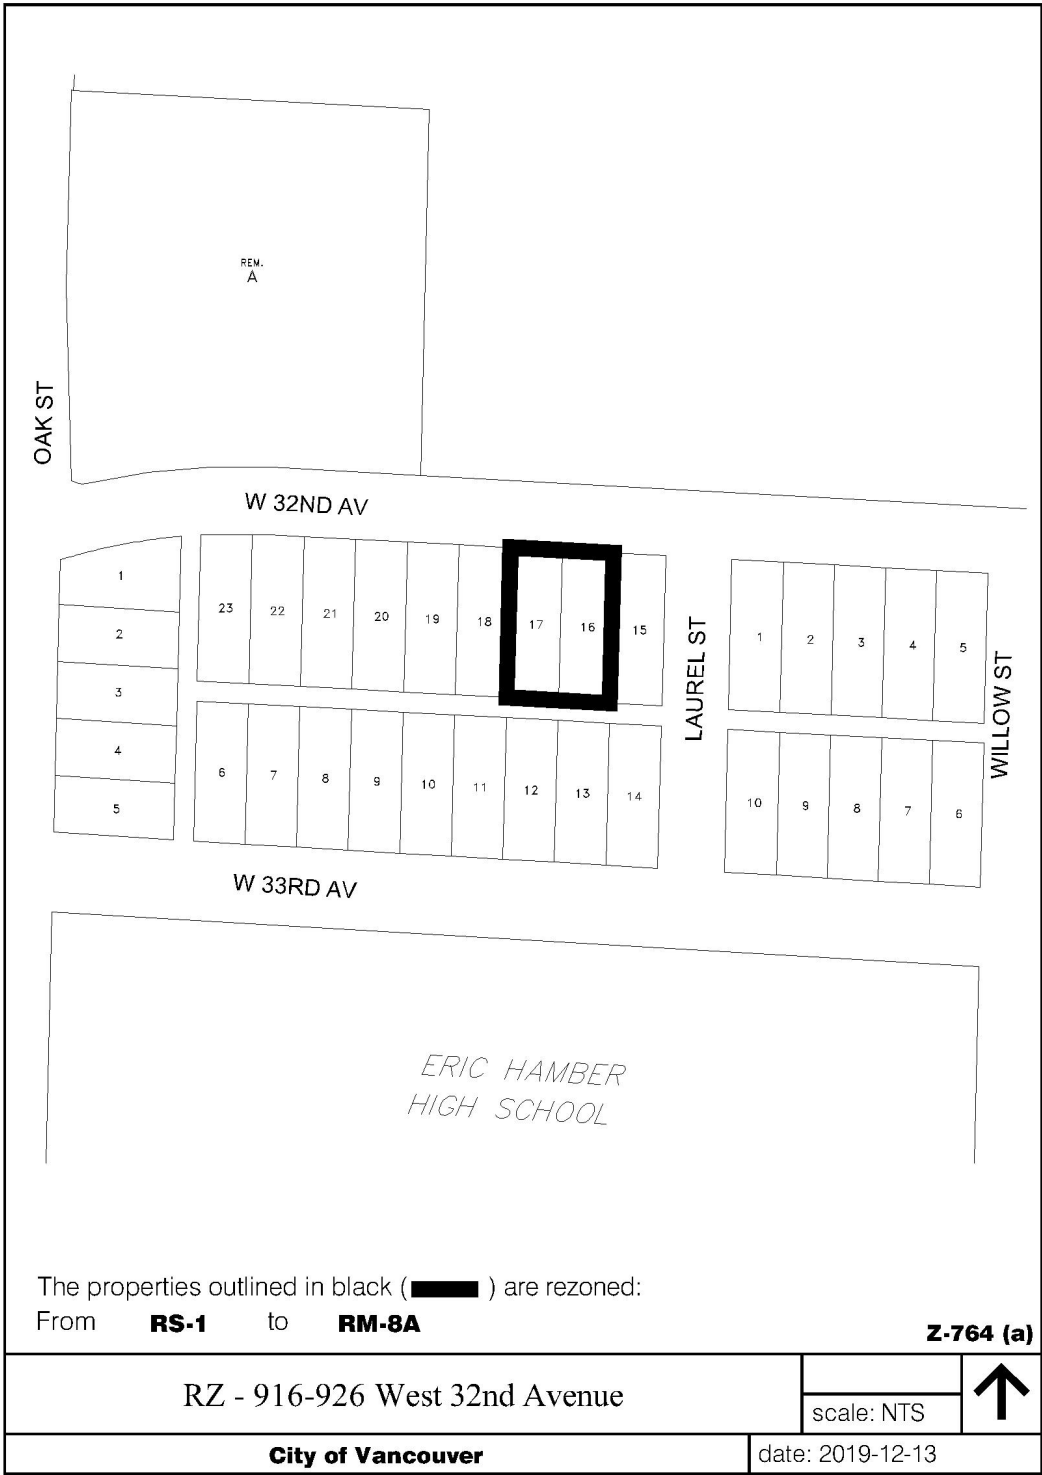 REM.
A
OAK ST
W 32ND AV
1
2
3
4
5
23 22 21 20 19 18 17 16 15
LAUREL ST
1 2 3 4 5
WILLOW ST
6 7 8 9 10 11 12 13 14
10 9 8 7 6
W 33RD AV
ERIC HAMBER
HIGH SCHOOL
The properties outlined in black ( ) are rezoned:
From RS-1 to RM-8A
Z-764 (a)
RZ - 916-926 West 32nd Avenue
scale: NTS
City of Vancouver
date: 2019-12-13